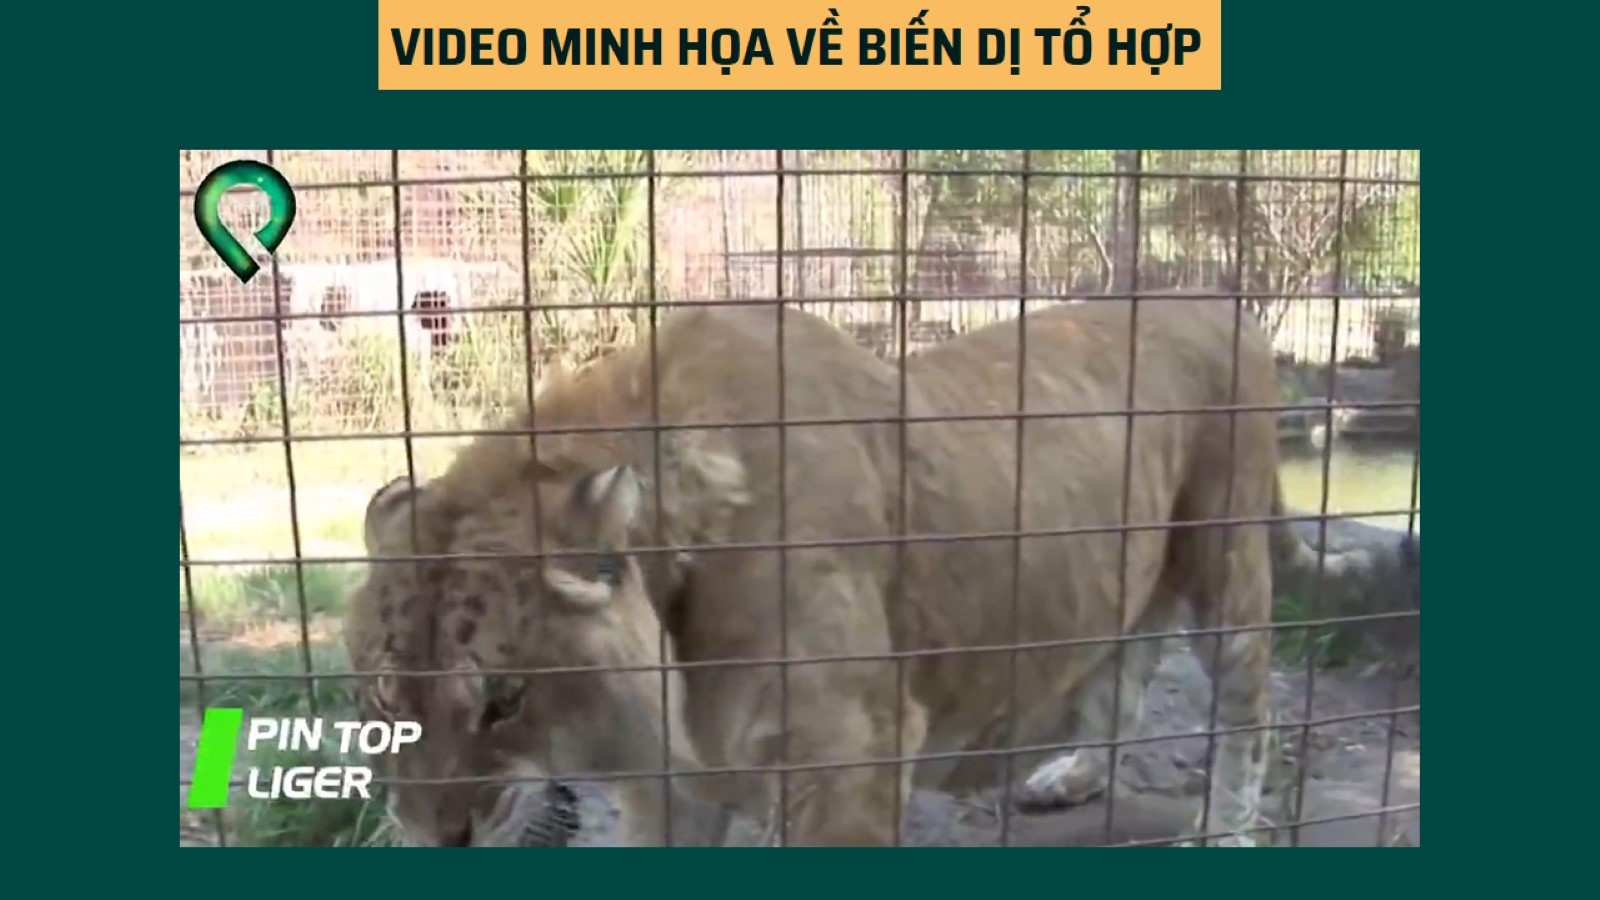 VIDEO MINH HỌA VỀ BIẾN DỊ TỔ HỢP
PIN TOP
LIGER